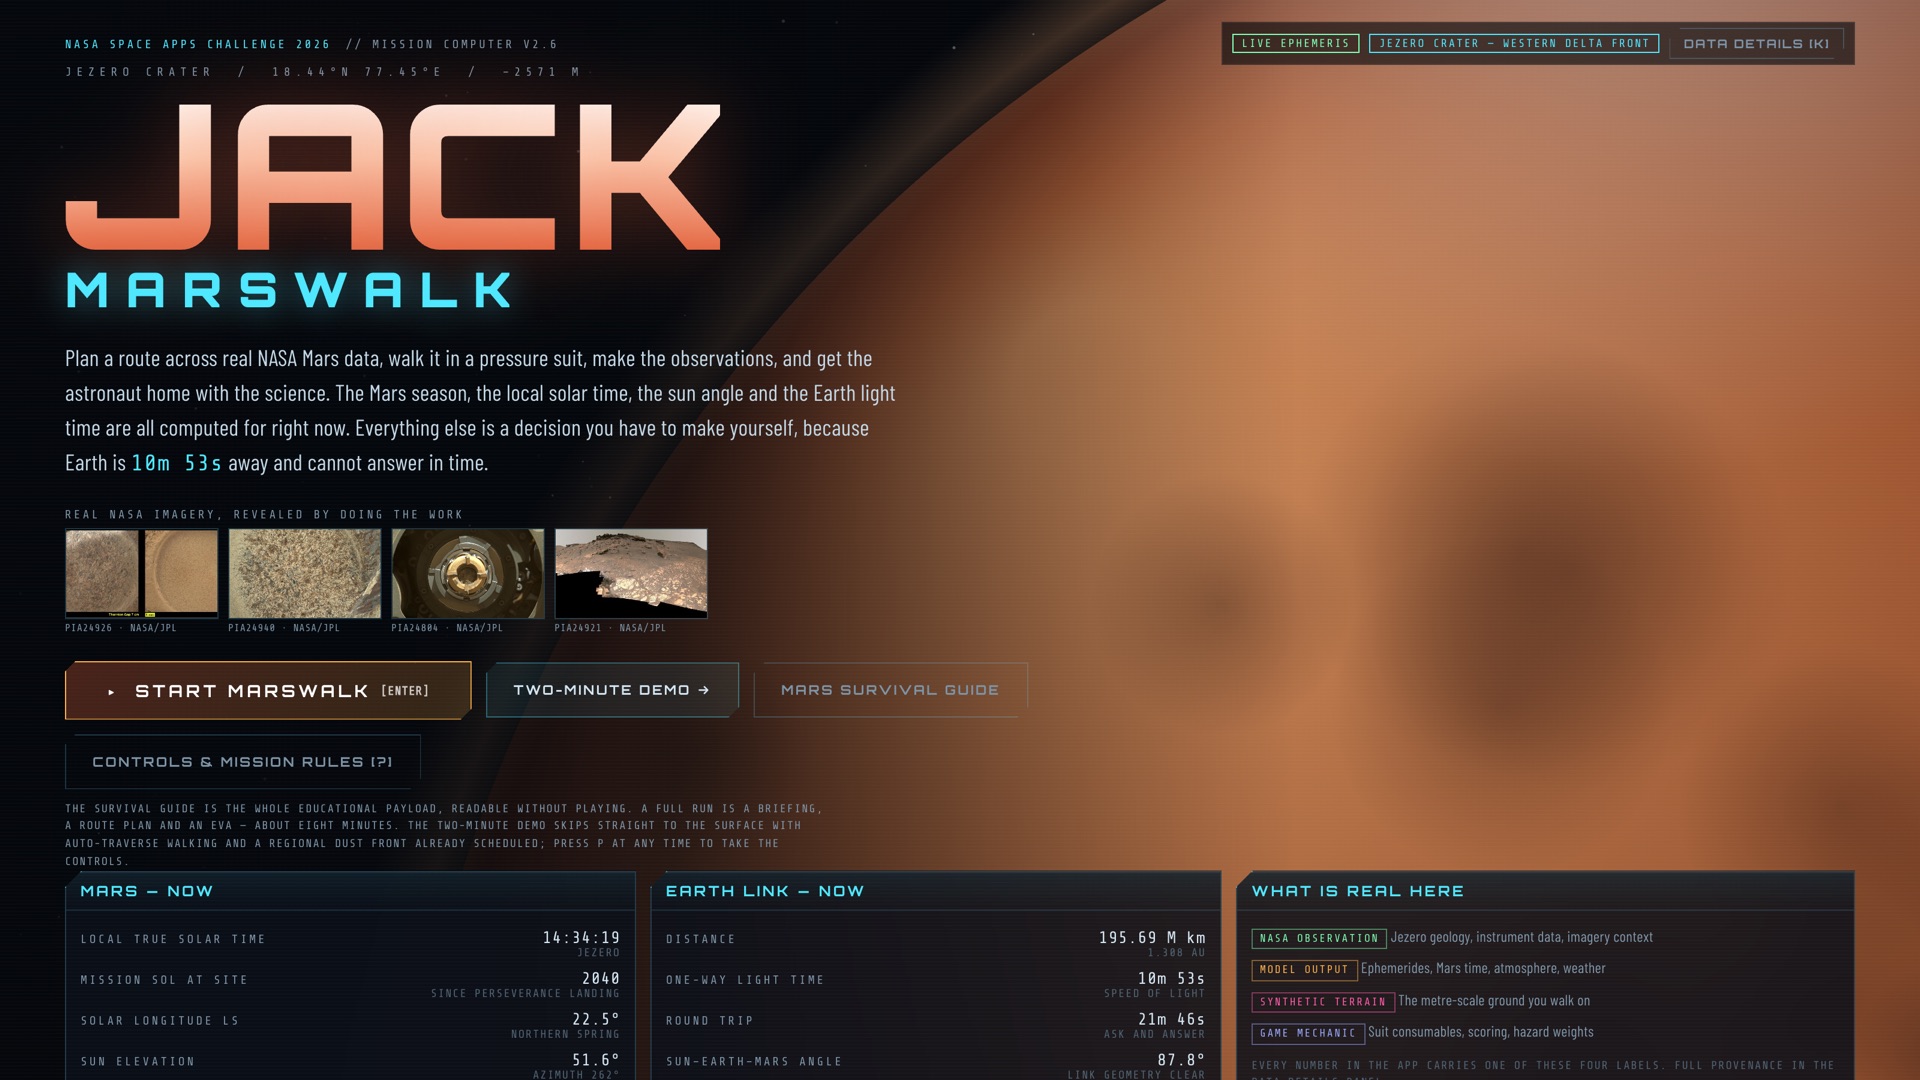 NASA SPACE APPS CHALLENGE 2026 // MISSION COMPUTER V2.6
JEZERO CRATER / 18.44°N 77.45°E / −2571 M
LIVE EPHEMERIS
JEZERO CRATER — WESTERN DELTA FRONT
DATA DETAILS [K]
JACK
MARSWALK
Plan a route across real NASA Mars data, walk it in a pressure suit, make the observations, and get the
astronaut home with the science. The Mars season, the local solar time, the sun angle and the Earth light
time are all computed for right now. Everything else is a decision you have to make yourself, because
Earth is 10m 53s away and cannot answer in time.
REAL NASA IMAGERY, REVEALED BY DOING THE WORK
PIA24926 · NASA/JPL
PIA24940 · NASA/JPL
PIA24804 · NASA/JPL
PIA24921 · NASA/JPL
▸ START MARSWALK [ENTER]
TWO-MINUTE DEMO →
MARS SURVIVAL GUIDE
CONTROLS & MISSION RULES [?]
THE SURVIVAL GUIDE IS THE WHOLE EDUCATIONAL PAYLOAD, READABLE WITHOUT PLAYING. A FULL RUN IS A BRIEFING,
A ROUTE PLAN AND AN EVA — ABOUT EIGHT MINUTES. THE TWO-MINUTE DEMO SKIPS STRAIGHT TO THE SURFACE WITH
AUTO-TRAVERSE WALKING AND A REGIONAL DUST FRONT ALREADY SCHEDULED; PRESS P AT ANY TIME TO TAKE THE
CONTROLS.
MARS — NOW
LOCAL TRUE SOLAR TIME 14:34:19
JEZERO
MISSION SOL AT SITE 2040
SINCE PERSEVERANCE LANDING
SOLAR LONGITUDE LS 22.5°
NORTHERN SPRING
SUN ELEVATION 51.6°
AZIMUTH 262°
EARTH LINK — NOW
DISTANCE 195.69 M km
1.308 AU
ONE-WAY LIGHT TIME 10m 53s
SPEED OF LIGHT
ROUND TRIP 21m 46s
ASK AND ANSWER
SUN-EARTH-MARS ANGLE 87.8°
LINK GEOMETRY CLEAR
WHAT IS REAL HERE
NASA OBSERVATION Jezero geology, instrument data, imagery context
MODEL OUTPUT Ephemerides, Mars time, atmosphere, weather
SYNTHETIC TERRAIN The metre-scale ground you walk on
GAME MECHANIC Suit consumables, scoring, hazard weights
EVERY NUMBER IN THE APP CARRIES ONE OF THESE FOUR LABELS. FULL PROVENANCE IN THE